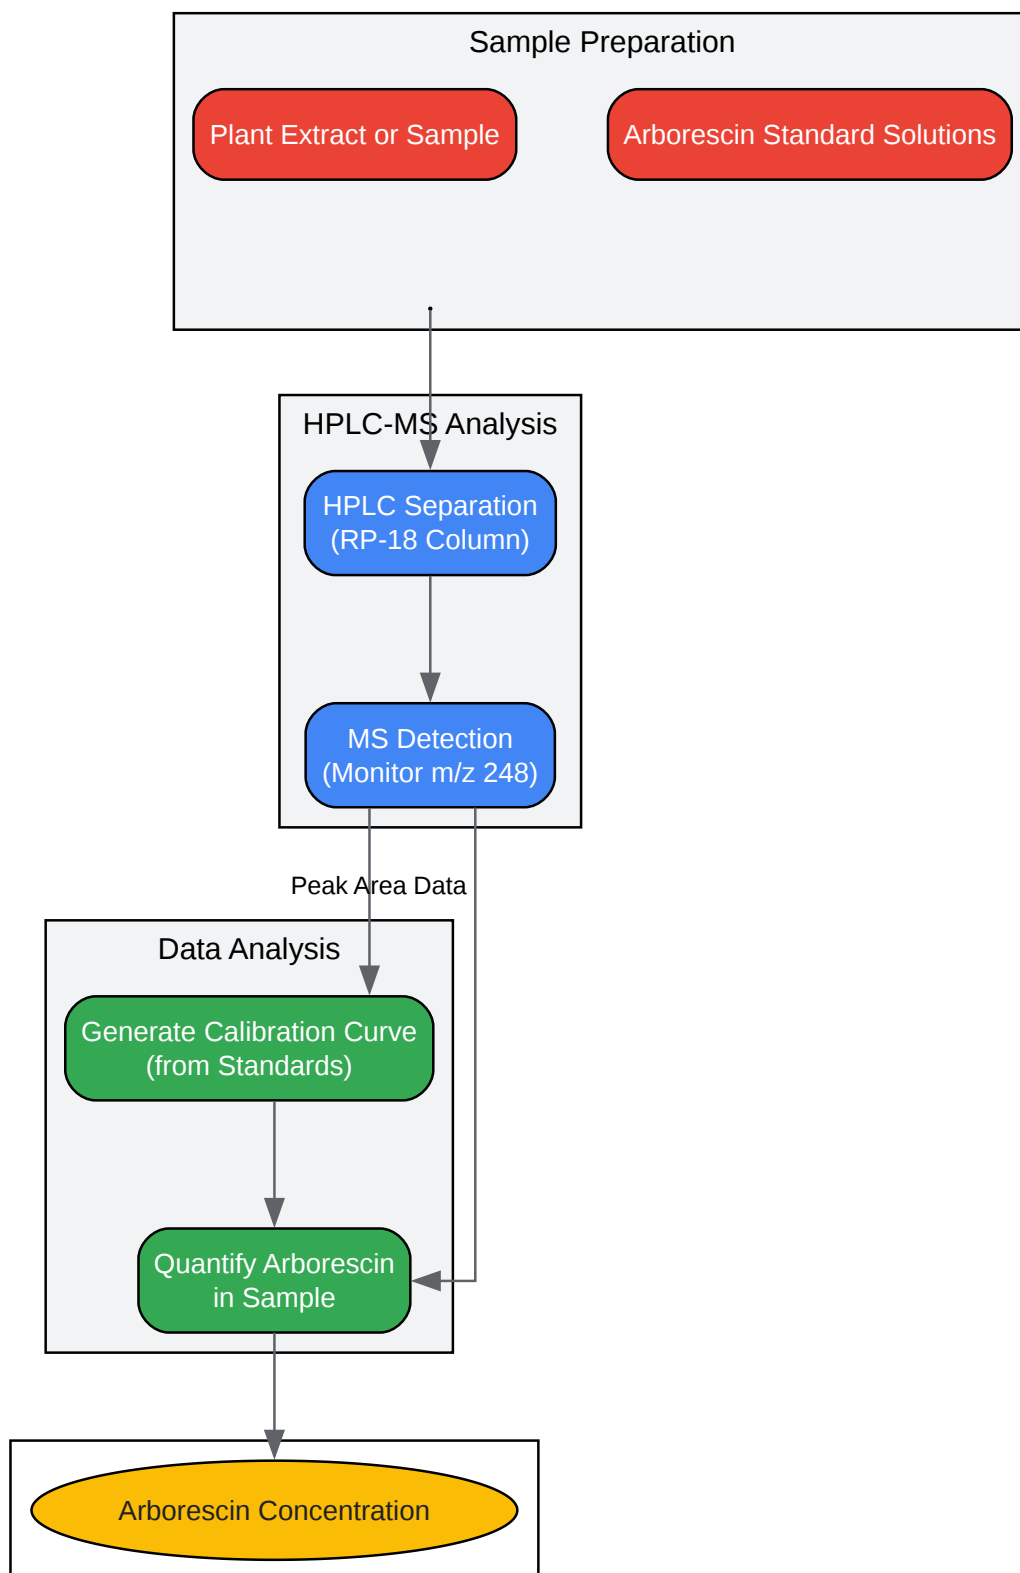 Sample Preparation
Plant Extract or Sample
Arborescin Standard Solutions
HPLC-MS Analysis
HPLC Separation
(RP-18 Column)
MS Detection
(Monitor m/z 248)
Peak Area Data
Data Analysis
Generate Calibration Curve
(from Standards)
Quantify Arborescin
in Sample
Arborescin Concentration